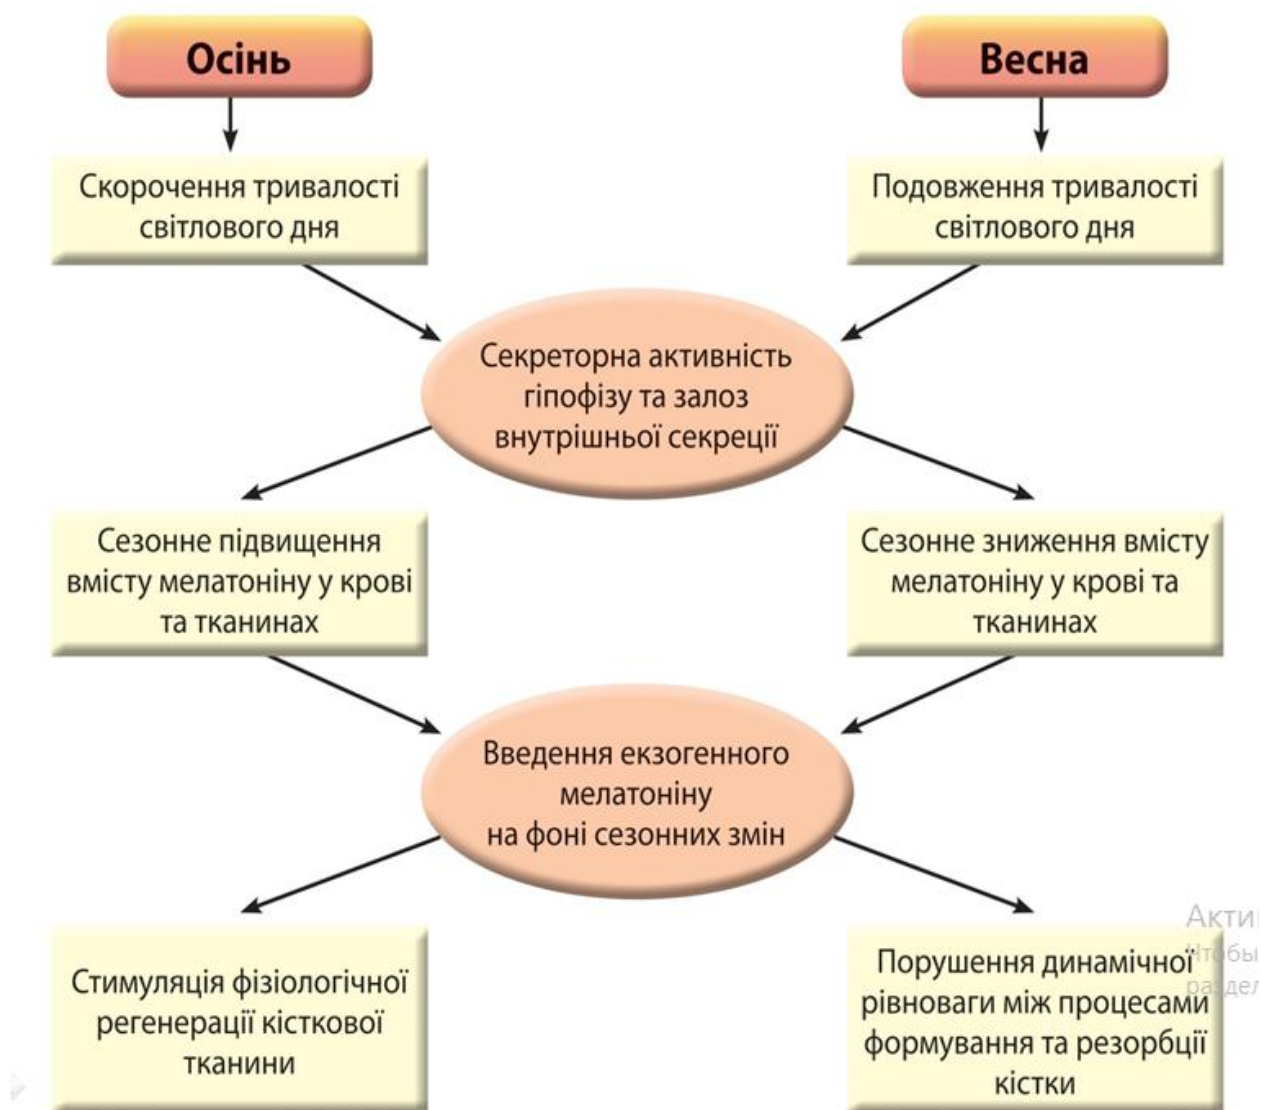 Осінь
Весна
Скорочення тривалості
світлового дня
Подовження тривалості
світлового дня
Секреторна активність
гіпофізу та залоз
внутрішньої секреції
Сезонне підвищення
вмісту мелатоніну у крові
та тканинах
Сезонне зниження вмісту
мелатоніну у крові та
тканинах
Введення екзогенного
мелатоніну
на фоні сезонних змін
Стимуляція фізіологічної
регенерації кісткової
тканини
Порушення динамічної
рівноваги між процесами
формування та резорбції
кістки
Акти
Чтобы